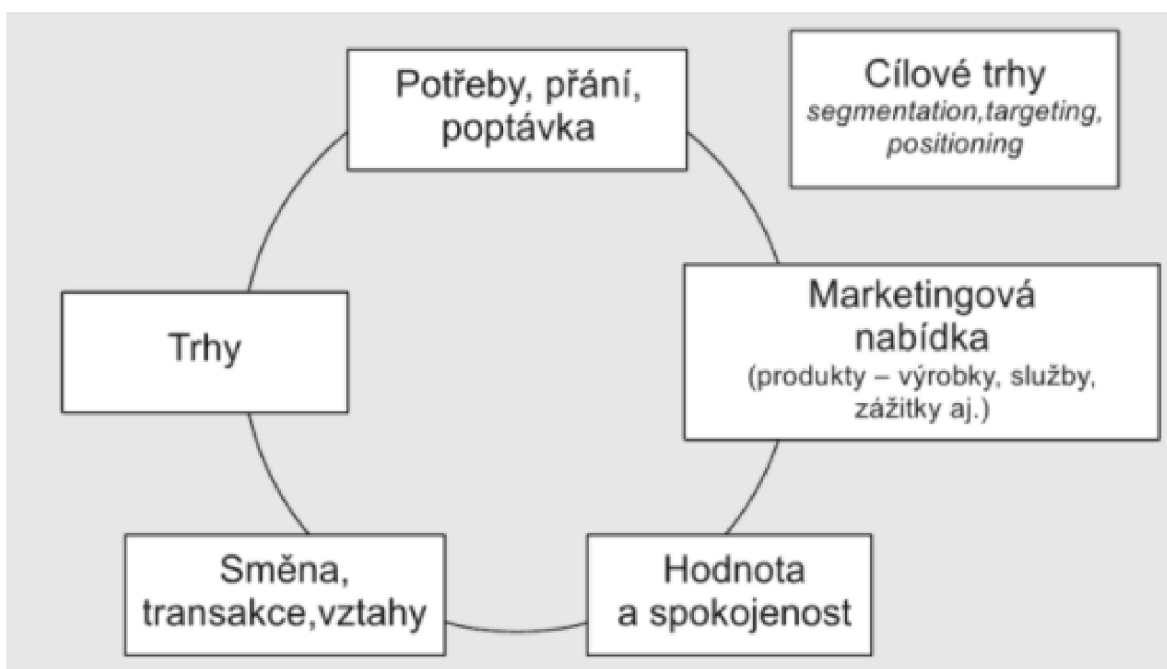 Potřeby, přání,
poptávka
Cílové trhy
segmentation,targeting,
positioning
Marketingová
nabídka
(produkty – výrobky, služby,
zážitky aj.)
Trhy
Směna,
transakce,vztahy
Hodnota
a spokojenost